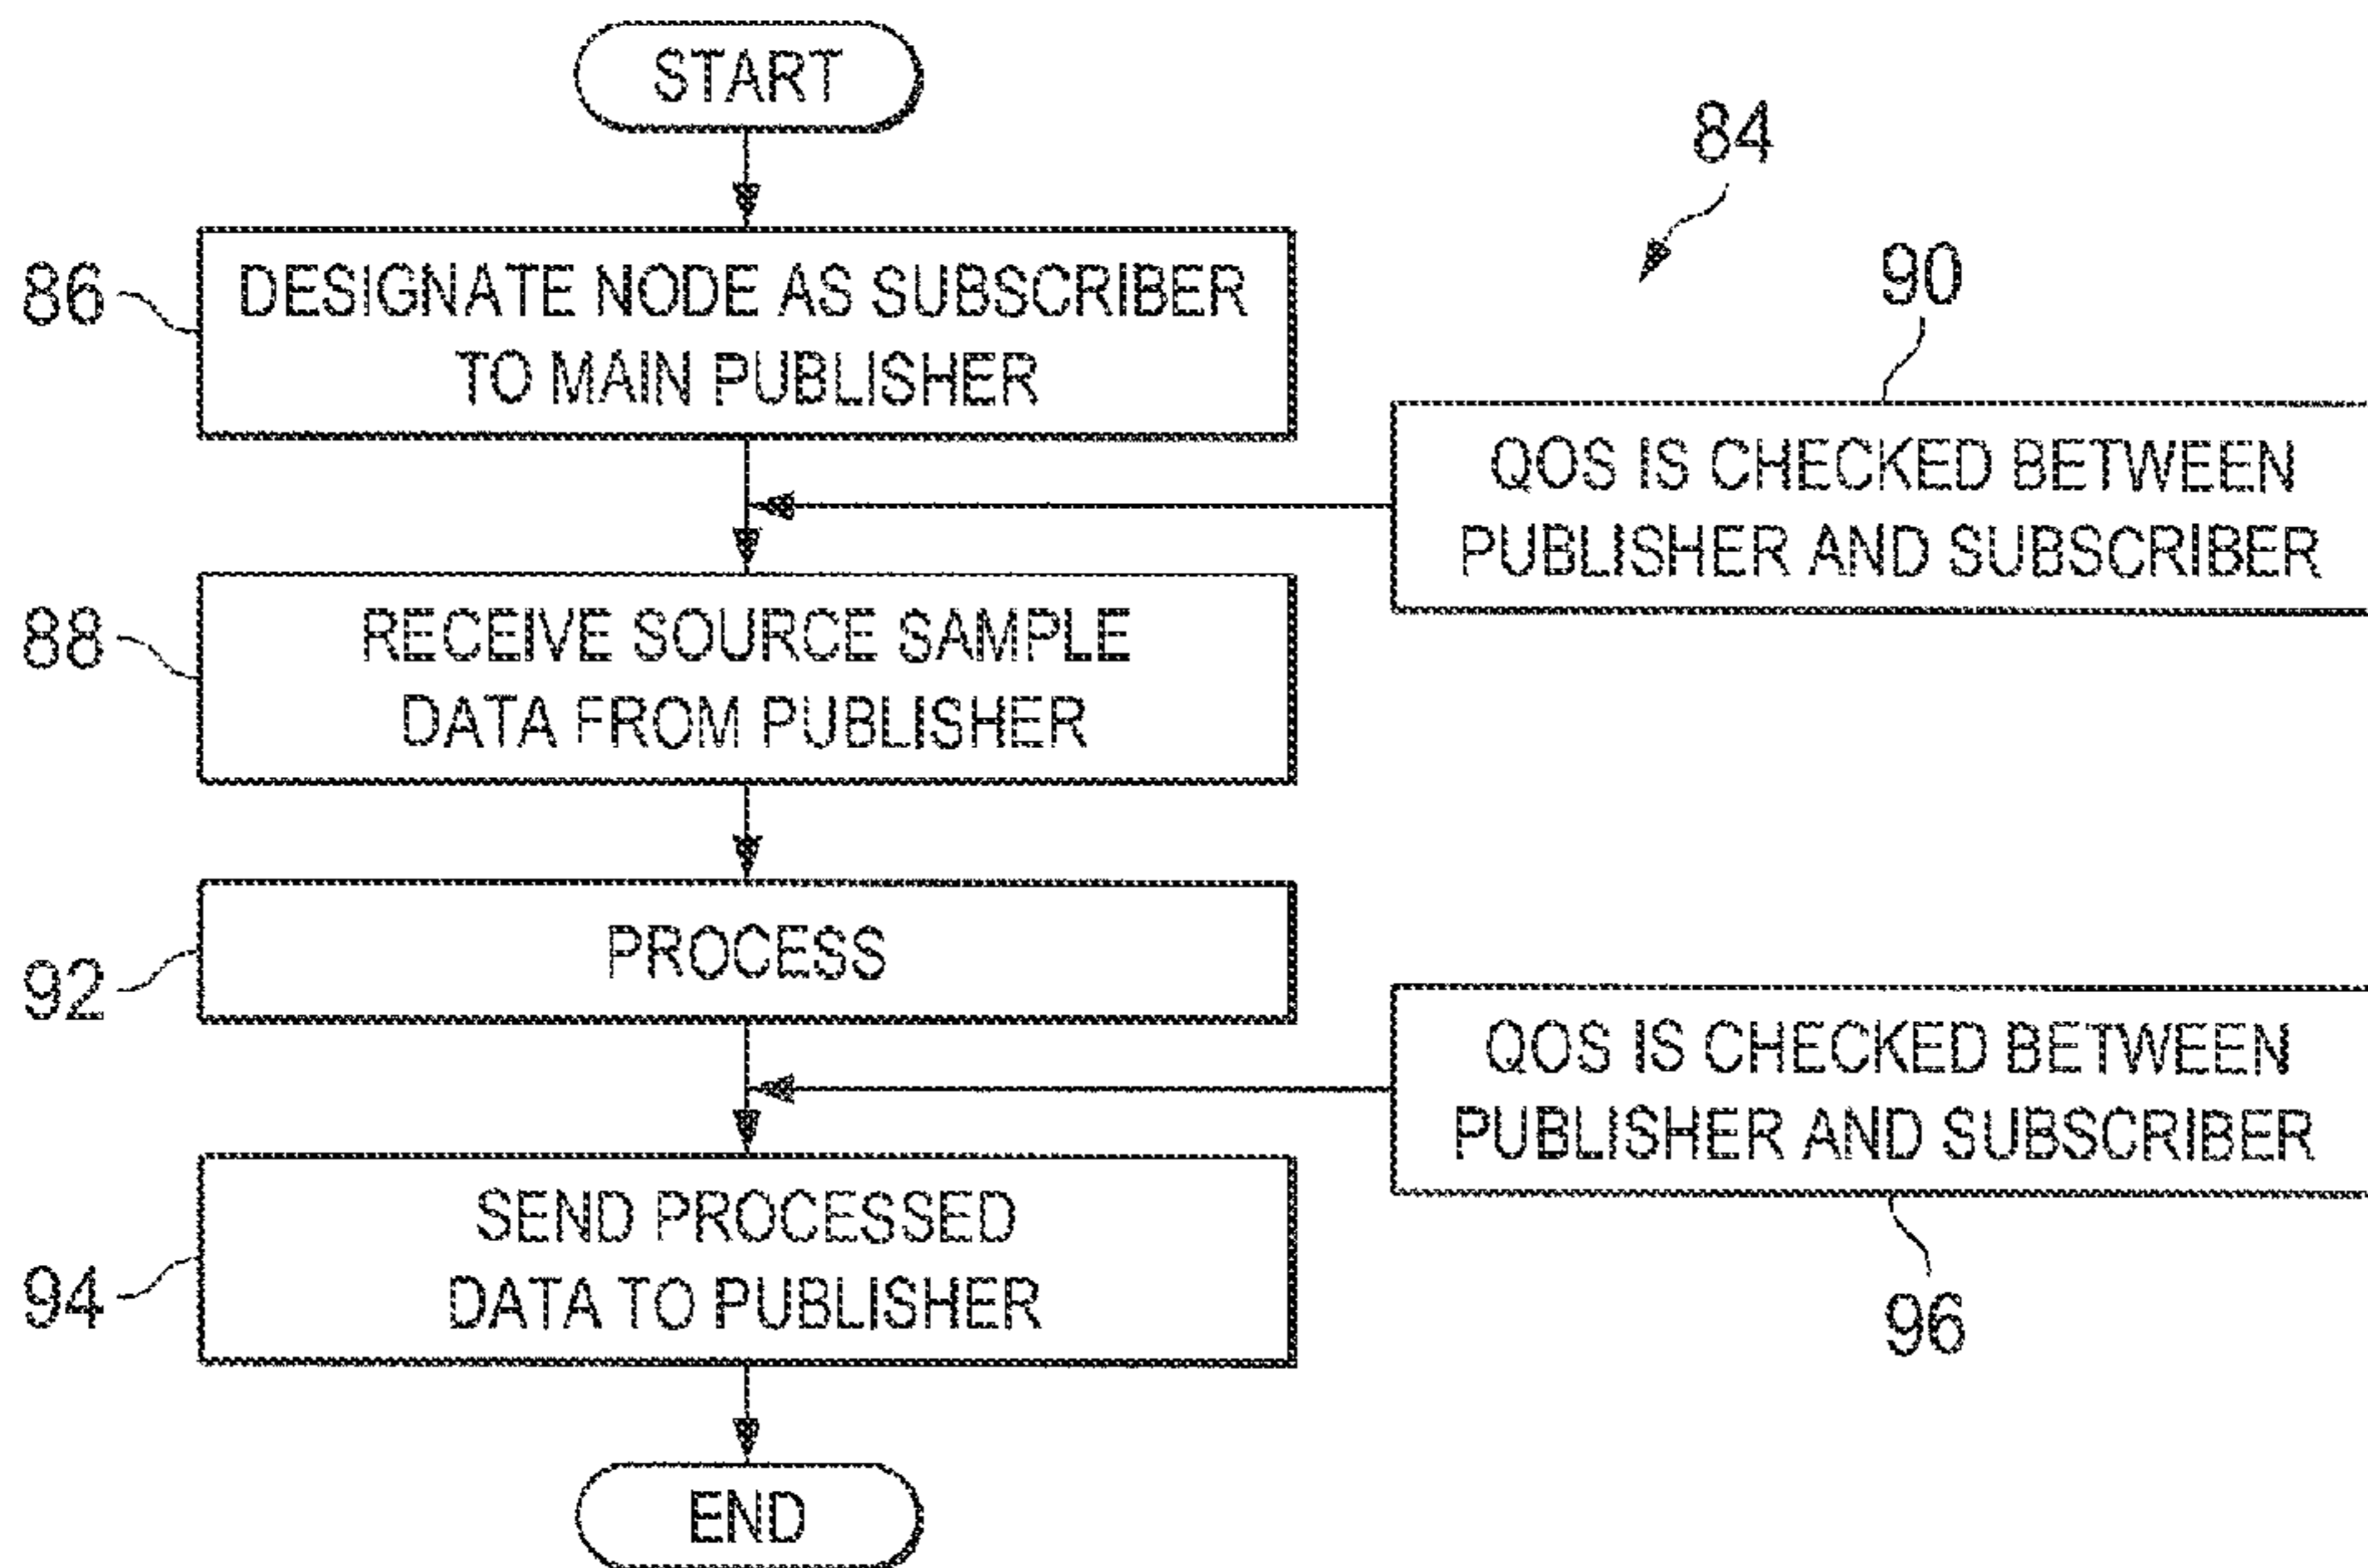 START
84
86
DESIGNATE NODE AS SUBSCRIBER
TO MAIN PUBLISHER
90
QOS IS CHECKED BETWEEN
PUBLISHER AND SUBSCRIBER
88
RECEIVE SOURCE SAMPLE
DATA FROM PUBLISHER
92
PROCESS
QOS IS CHECKED BETWEEN
PUBLISHER AND SUBSCRIBER
96
94
SEND PROCESSED
DATA TO PUBLISHER
END